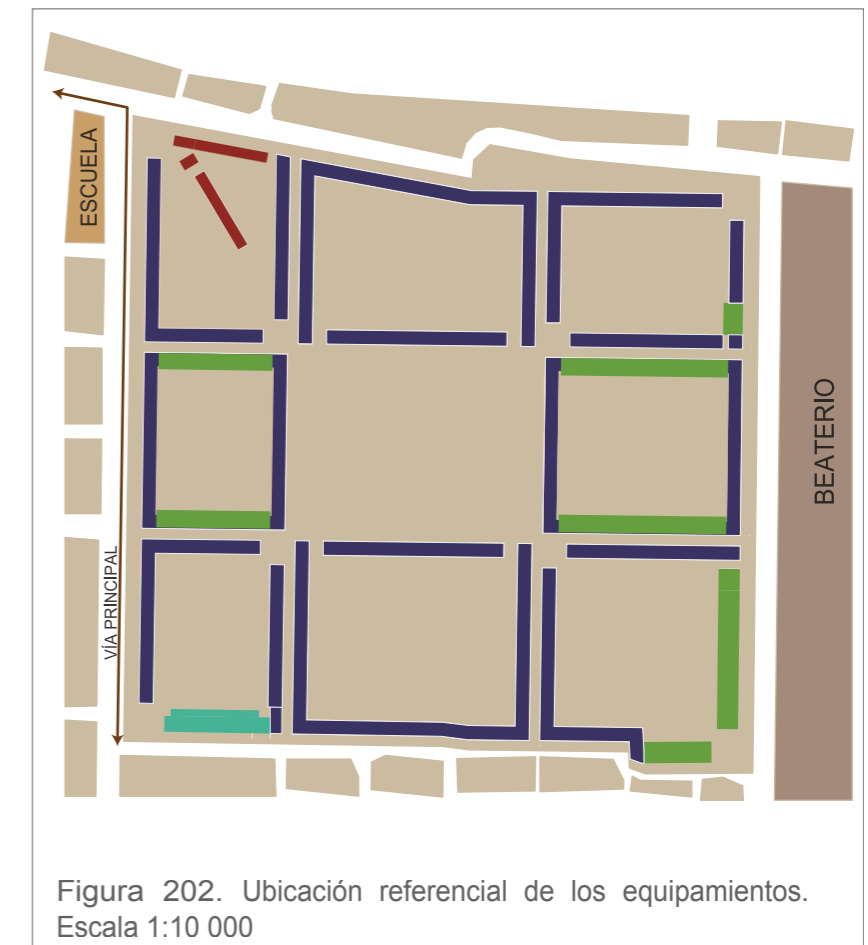 ESCUELA
BEATERIO
VÍA PRINCIPAL
Figura 202. Ubicación referencial de los equipamientos.
Escala 1:10 000